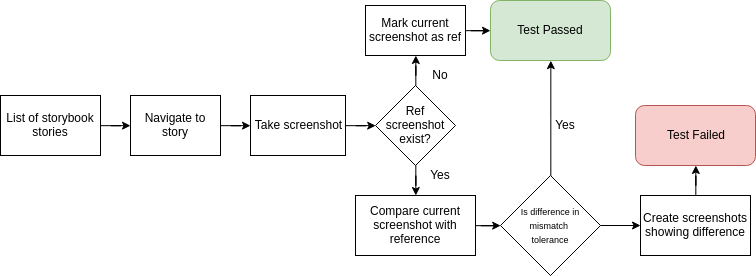 Mark current
screenshot as ref
Test Passed
No
List of storybook
stories
Navigate to
story
Take screenshot
Ref
screenshot
exist?
Yes
Yes
Test Failed
Compare current
screenshot with
reference
Is difference in
mismatch
tolerance
Create screenshots
showing difference